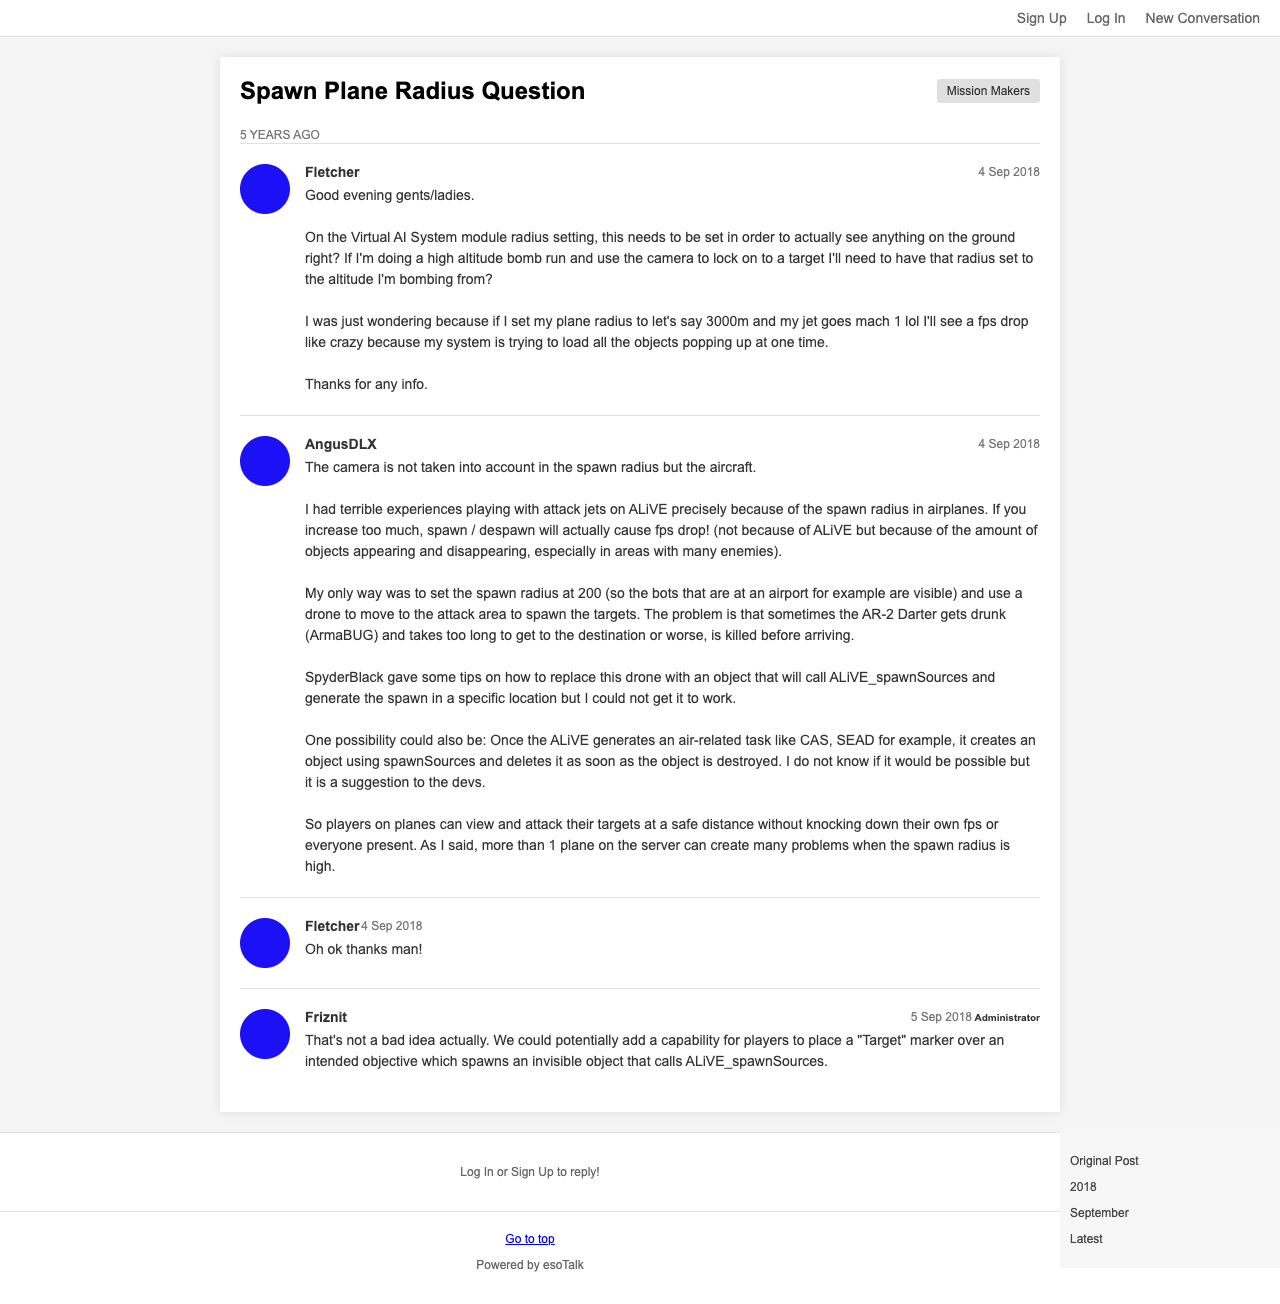 Sign Up Log In New Conversation
Spawn Plane Radius Question
Mission Makers
5 YEARS AGO
Fletcher 4 Sep 2018
Good evening gents/ladies.
On the Virtual AI System module radius setting, this needs to be set in order to actually see anything on the ground
right? If I'm doing a high altitude bomb run and use the camera to lock on to a target I'll need to have that radius set to
the altitude I'm bombing from?
I was just wondering because if I set my plane radius to let's say 3000m and my jet goes mach 1 lol I'll see a fps drop
like crazy because my system is trying to load all the objects popping up at one time.
Thanks for any info.
AngusDLX 4 Sep 2018
The camera is not taken into account in the spawn radius but the aircraft.
I had terrible experiences playing with attack jets on ALiVE precisely because of the spawn radius in airplanes. If you
increase too much, spawn / despawn will actually cause fps drop! (not because of ALiVE but because of the amount of
objects appearing and disappearing, especially in areas with many enemies).
My only way was to set the spawn radius at 200 (so the bots that are at an airport for example are visible) and use a
drone to move to the attack area to spawn the targets. The problem is that sometimes the AR-2 Darter gets drunk
(ArmaBUG) and takes too long to get to the destination or worse, is killed before arriving.
SpyderBlack gave some tips on how to replace this drone with an object that will call ALiVE_spawnSources and
generate the spawn in a specific location but I could not get it to work.
One possibility could also be: Once the ALiVE generates an air-related task like CAS, SEAD for example, it creates an
object using spawnSources and deletes it as soon as the object is destroyed. I do not know if it would be possible but
it is a suggestion to the devs.
So players on planes can view and attack their targets at a safe distance without knocking down their own fps or
everyone present. As I said, more than 1 plane on the server can create many problems when the spawn radius is
high.
Fletcher 4 Sep 2018
Oh ok thanks man!
Friznit 5 Sep 2018 Administrator
That's not a bad idea actually. We could potentially add a capability for players to place a "Target" marker over an
intended objective which spawns an invisible object that calls ALiVE_spawnSources.
Log In or Sign Up to reply!
Go to top
Powered by esoTalk
Original Post
2018
September
Latest